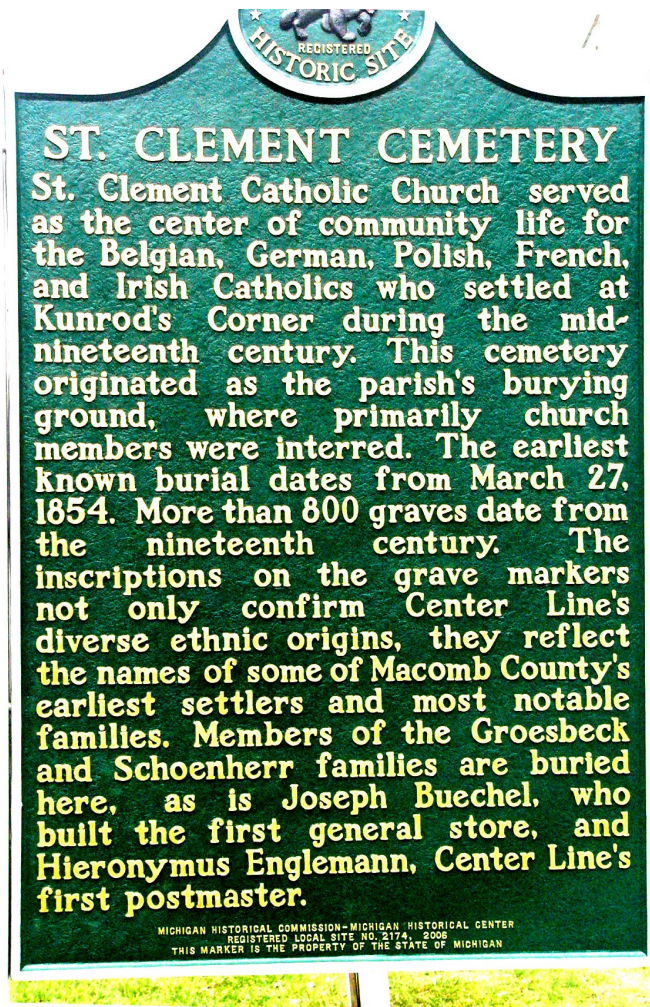 REGISTERED
HISTORIC SITE
ST. CLEMENT CEMETERY
St. Clement Catholic Church served
as the center of community life for
the Belgian, German, Polish, French,
and Irish Catholics who settled at
Kunrod's Corner during the mid-
nineteenth century. This cemetery
originated as the parish's burying
ground, where primarily church
members were interred. The earliest
known burial dates from March 27,
1854. More than 800 graves date from
the nineteenth century. The
inscriptions on the grave markers
not only confirm Center Line's
diverse ethnic origins, they reflect
the names of some of Macomb County's
earliest settlers and most notable
families. Members of the Groesbeck
and Schoenherr families are buried
here, as is Joseph Buechel, who
built the first general store, and
Hieronymus Englemann, Center Line's
first postmaster.
MICHIGAN HISTORICAL COMMISSION-MICHIGAN HISTORICAL CENTER
REGISTERED LOCAL SITE NO. 2174, 2006
THIS MARKER IS THE PROPERTY OF THE STATE OF MICHIGAN